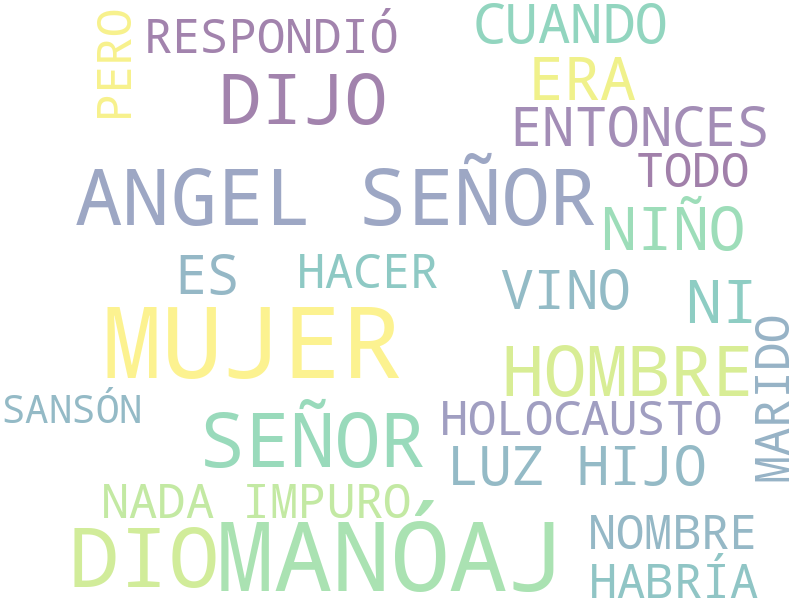 PERO
RESPONDIÓ
CUANDO
DIJO
ERA
ENTONCES
TODO
ANGEL SEÑOR
NIÑO
ES
HACER
VINO
NI
MUJER
HOMBRE
MARIDO
SANSÓN
SEÑOR
HOLOCAUSTO
LUZ HIJO
NADA IMPURO
DIO
MANÓAJ
NOMBRE
HABRÍA